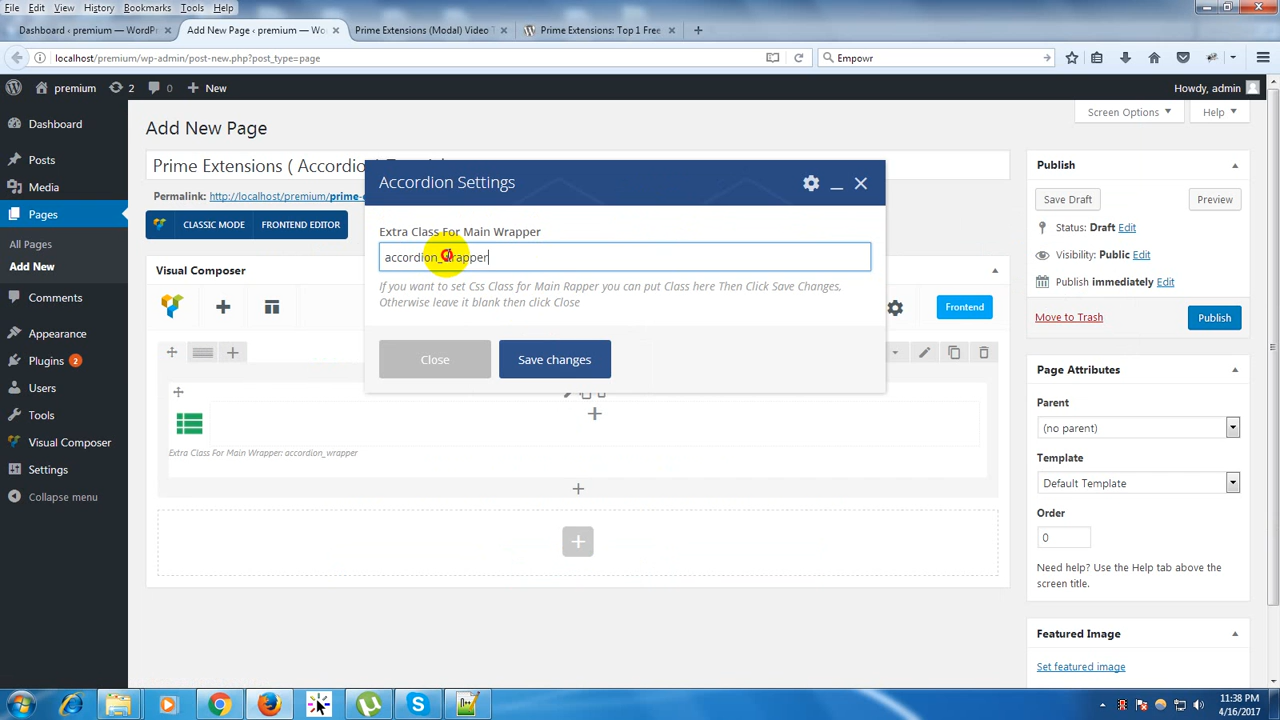 File Edit View History Bookmarks Tools Help
Dashboard ‹ premium — WordP
Add New Page ‹ premium — Wo
Prime Extensions (Modal) Video T
Prime Extensions: Top 1 Free
localhost/premium/wp-admin/post-new.php?post_type=page
Empowr
premium 2 0 New
Howdy, admin
Dashboard
Posts
Media
Pages
All Pages
Add New
Comments
Appearance
Plugins 2
Users
Tools
Visual Composer
Settings
Collapse menu
Screen Options
Help
Add New Page
Prime Extensions ( Accordion
Permalink: http://localhost/premium/prime-
CLASSIC MODE
FRONTEND EDITOR
Visual Composer
Frontend
Accordion Settings
Extra Class For Main Wrapper
accordion_wrapper
If you want to set Css Class for Main Rapper you can put Class here Then Click Save Changes,
Otherwise leave it blank then click Close
Close
Save changes
Extra Class For Main Wrapper: accordion_wrapper
Publish
Save Draft
Preview
Status: Draft Edit
Visibility: Public Edit
Publish immediately Edit
Move to Trash
Publish
Page Attributes
Parent
(no parent)
Template
Default Template
Order
0
Need help? Use the Help tab above the
screen title.
Featured Image
Set featured image
11:38 PM
4/16/2017